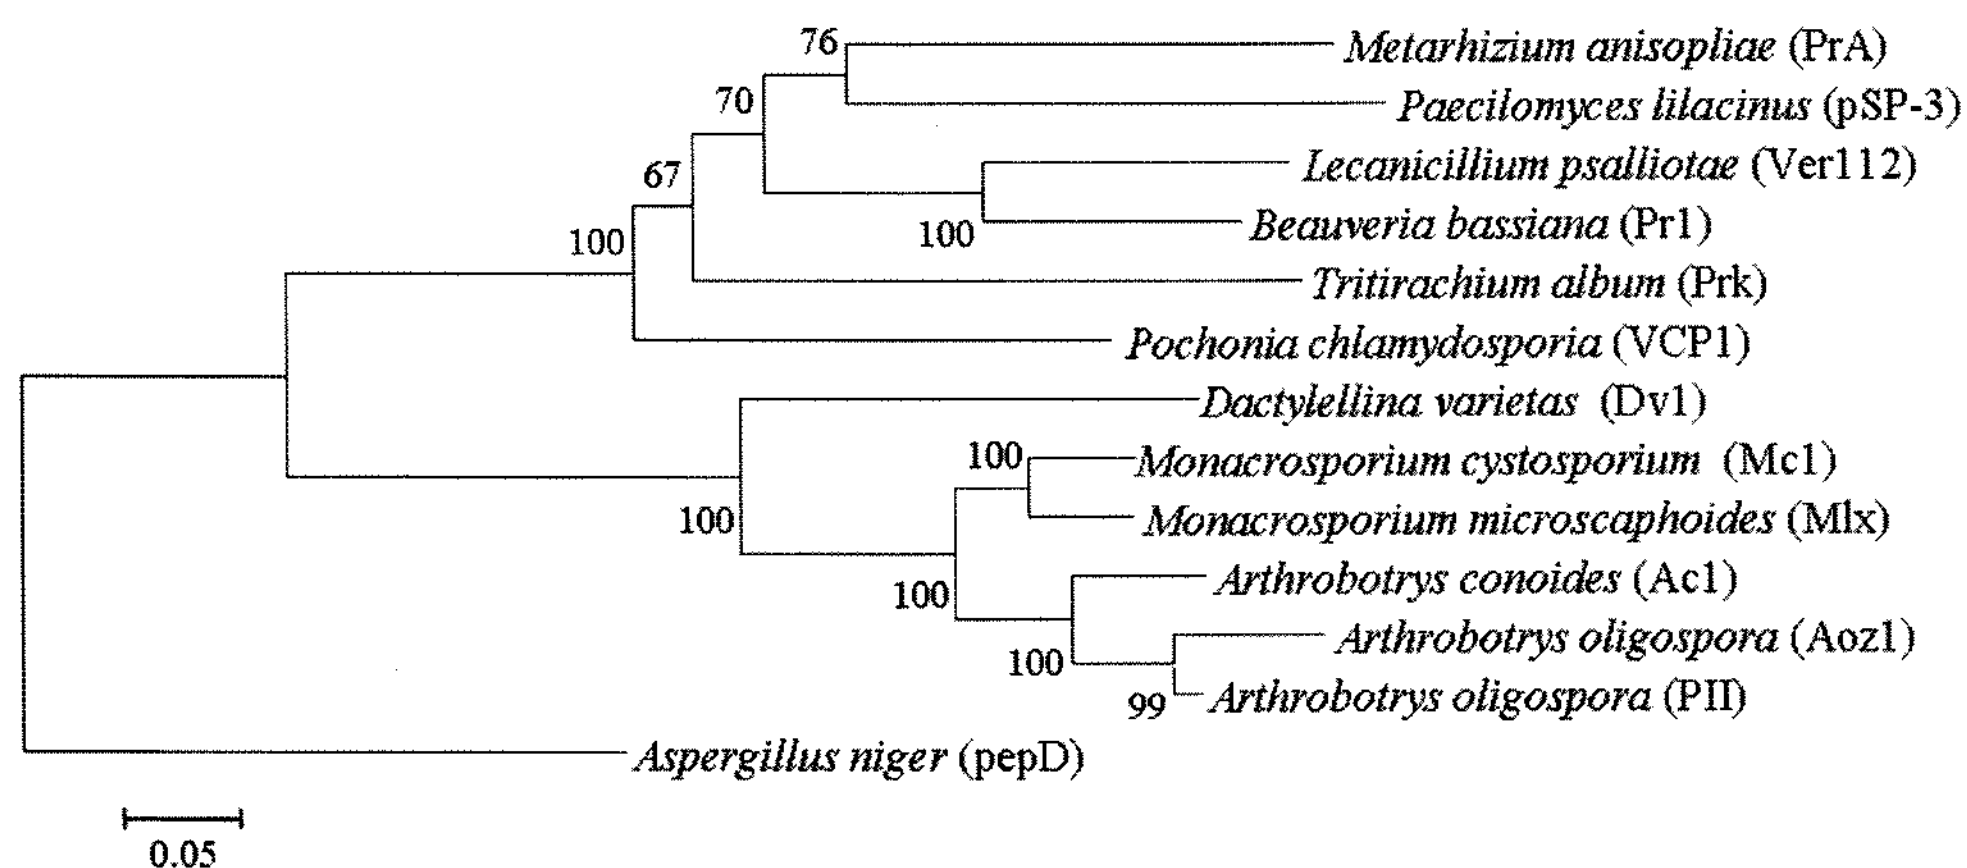 76
Metarhizium anisopliae (PrA)
70
Paecilomyces lilacinus (pSP-3)
67
Lecanicillium psalliotae (Ver112)
100
100
Beauveria bassiana (Pr1)
Tritirachium album (Prk)
Pochonia chlamydosporia (VCP1)
Dactylellina varietas (Dv1)
100
Monacrosporium cystosporium (Mc1)
100
Monacrosporium microscaphoides (Mlx)
100
Arthrobotrys conoides (Ac1)
100
Arthrobotrys oligospora (Aoz1)
99
Arthrobotrys oligospora (PII)
Aspergillus niger (pepD)
0.05